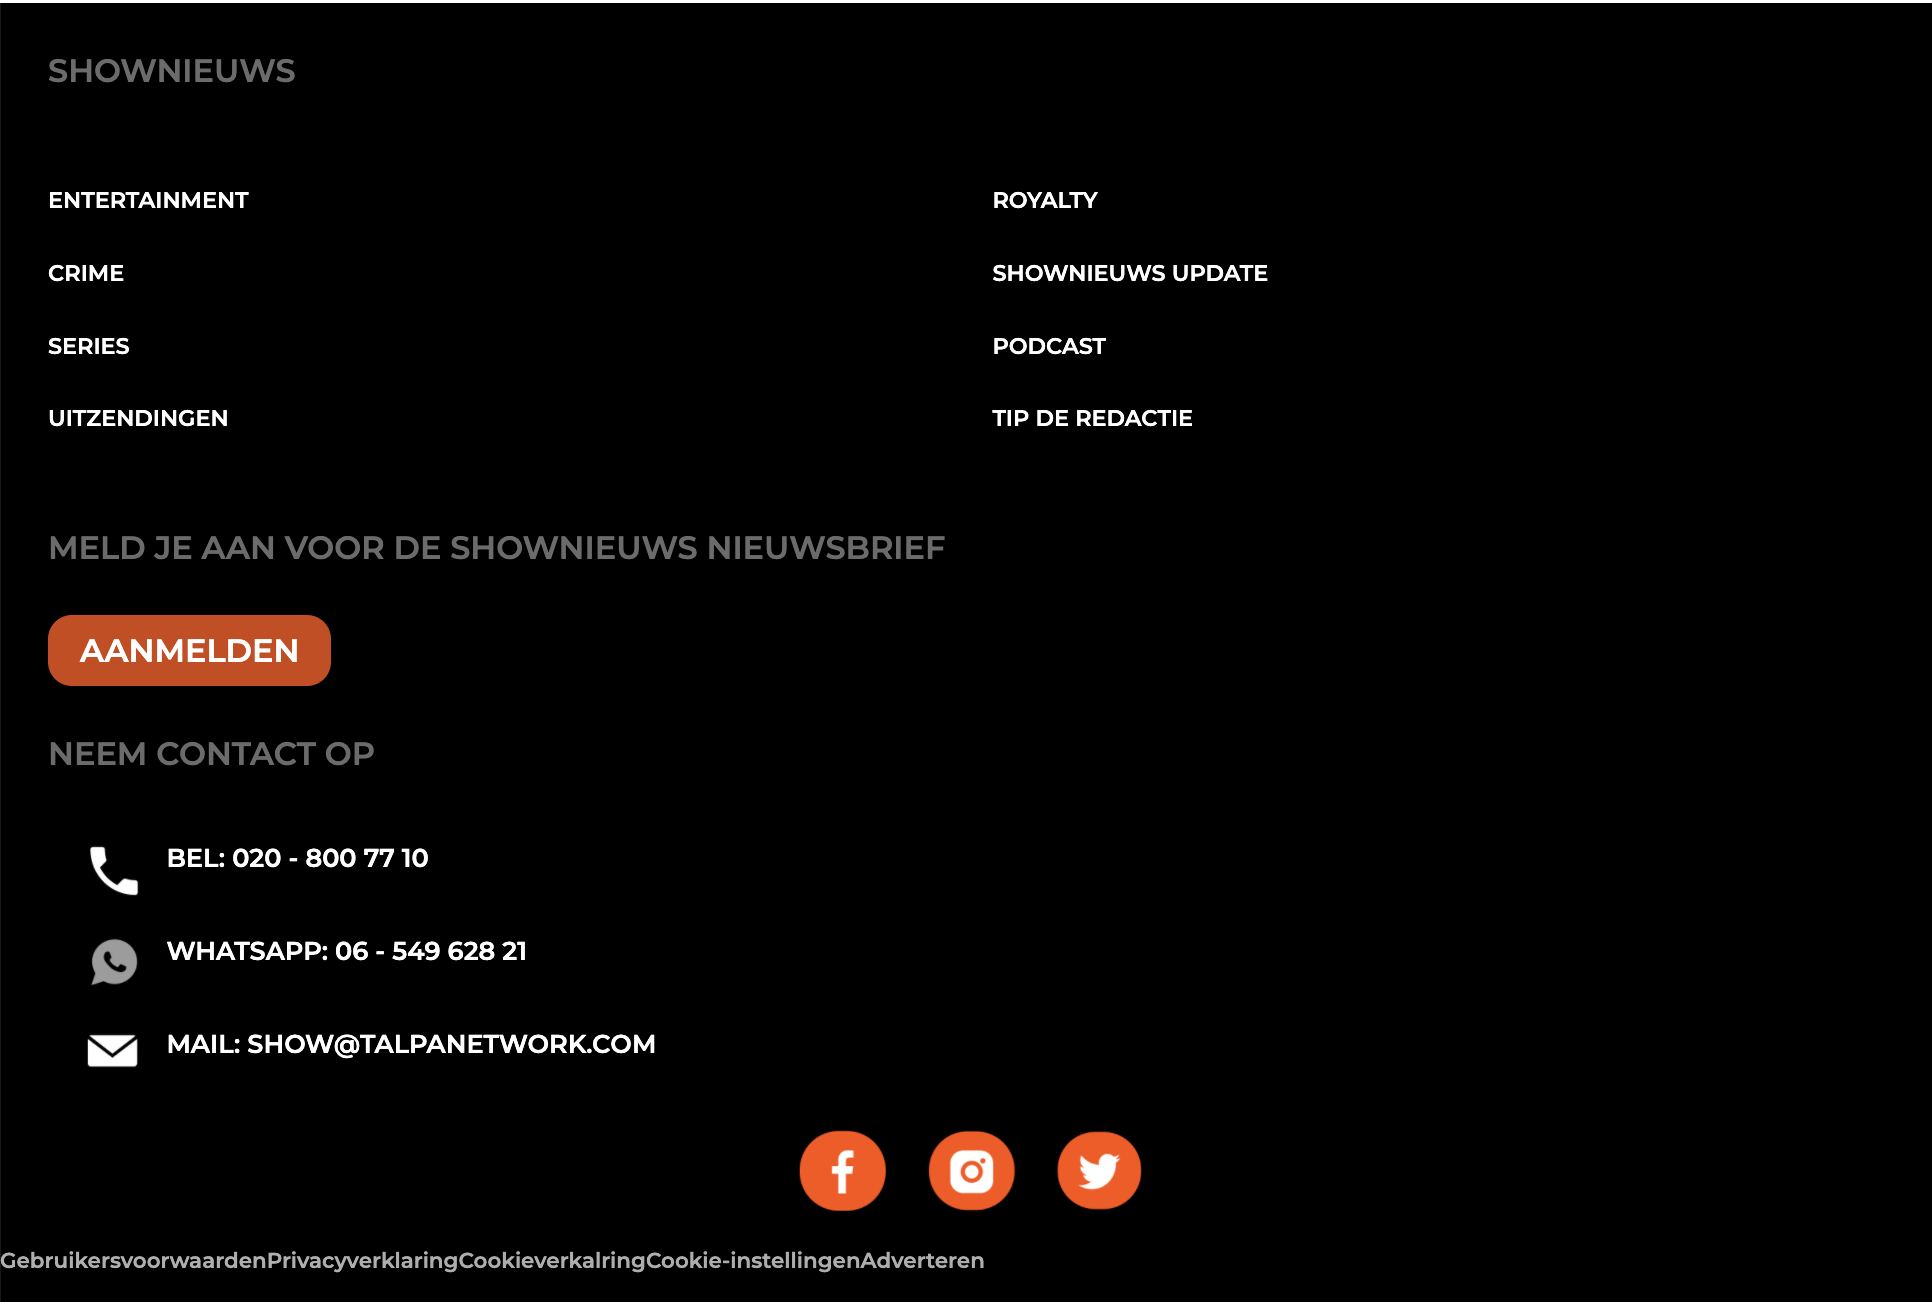 SHOWNIEUWS
ENTERTAINMENT
ROYALTY
CRIME
SHOWNIEUWS UPDATE
SERIES
PODCAST
UITZENDINGEN
TIP DE REDACTIE
MELD JE AAN VOOR DE SHOWNIEUWS NIEUWSBRIEF
AANMELDEN
NEEM CONTACT OP
BEL: 020 - 800 77 10
WHATSAPP: 06 - 549 628 21
MAIL: SHOW@TALPANETWORK.COM
GebruikersvoorwaardenPrivacyverklaringCookieverkalringCookie-instellingenAdverteren